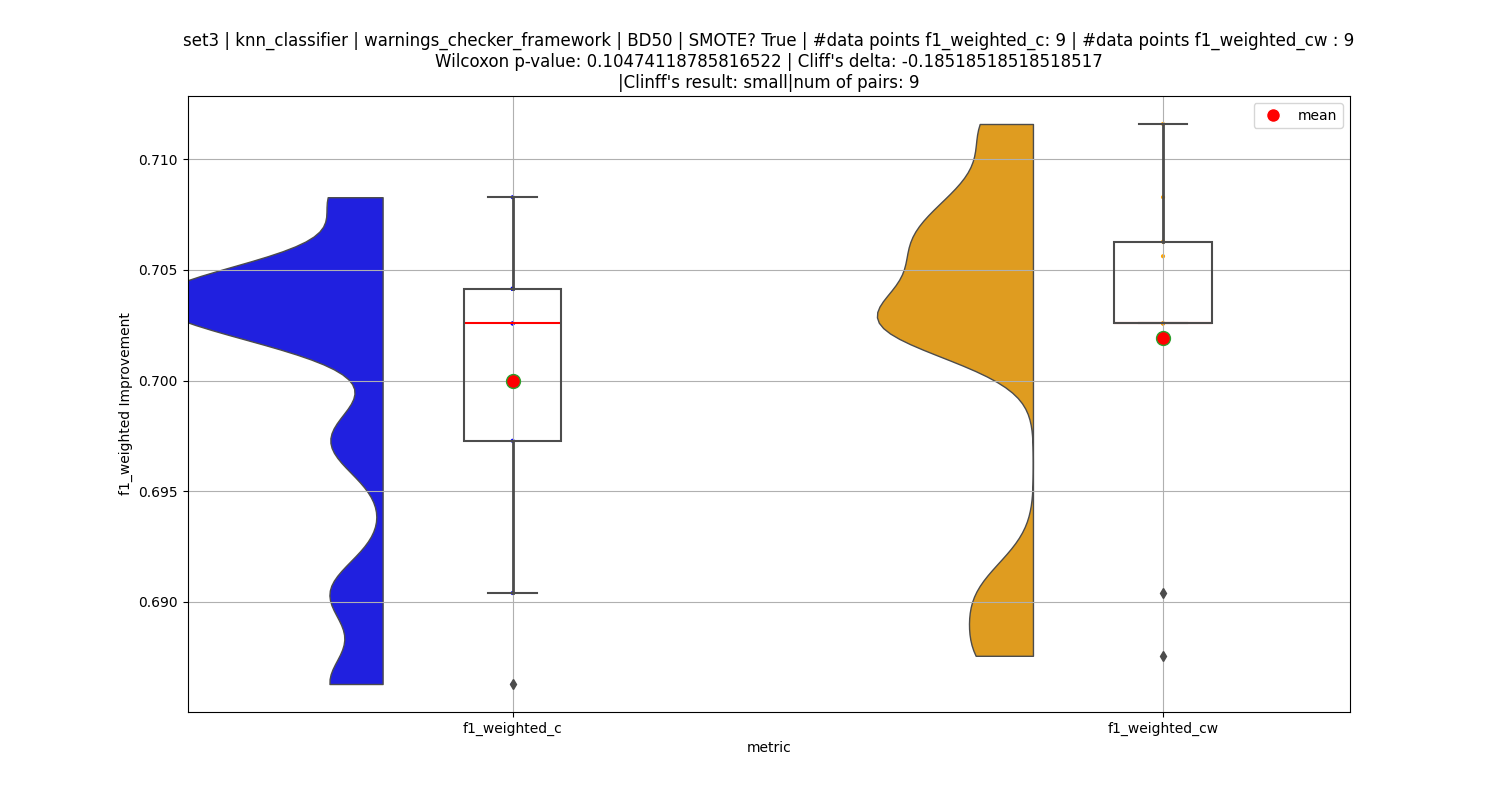 set3 | knn_classifier | warnings_checker_framework | BD50 | SMOTE? True | #data points f1_weighted_c: 9 | #data points f1_weighted_cw : 9
Wilcoxon p-value: 0.10474118785816522 | Cliff's delta: -0.18518518518518517
|Clinff's result: small|num of pairs: 9
mean
0.710
0.705
0.700
0.695
0.690
f1_weighted Improvement
f1_weighted_c
f1_weighted_cw
metric